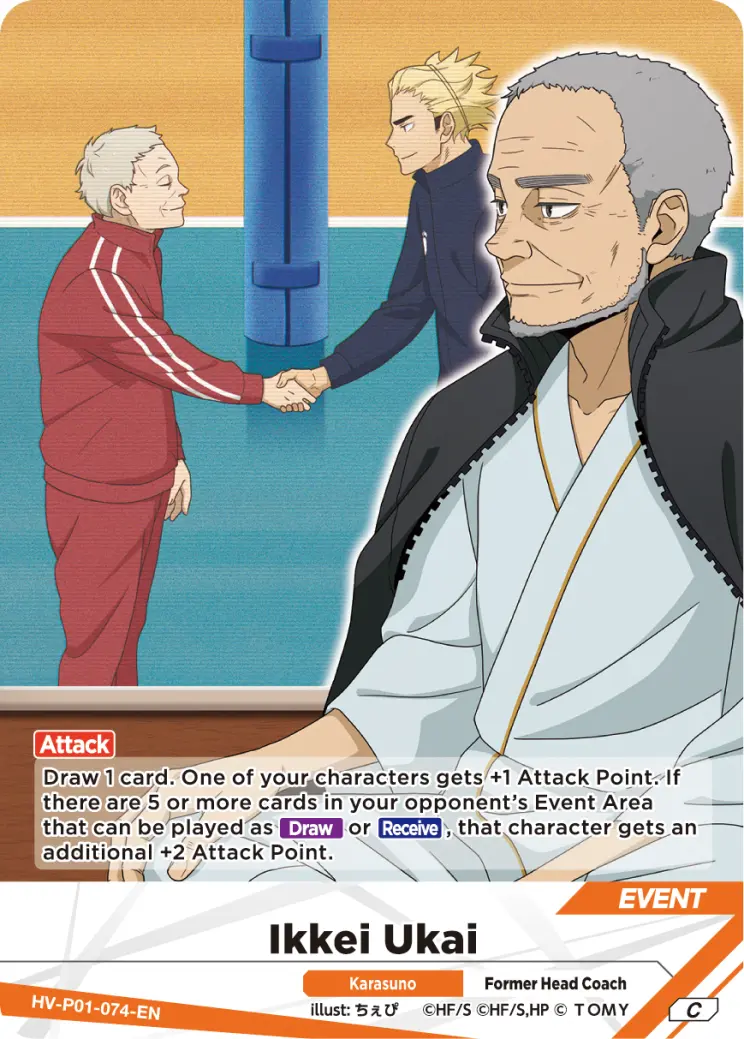 Attack
Draw 1 card. One of your characters gets +1 Attack Point. If
there are 5 or more cards in your opponent's Event Area
that can be played as Draw or Receive, that character gets an
additional +2 Attack Point.
EVENT
Ikkei Ukai
Karasuno Former Head Coach
HV-P01-074-EN
illust: ちぇぴ ©HF/S ©HF/S,HP © TOMY
C